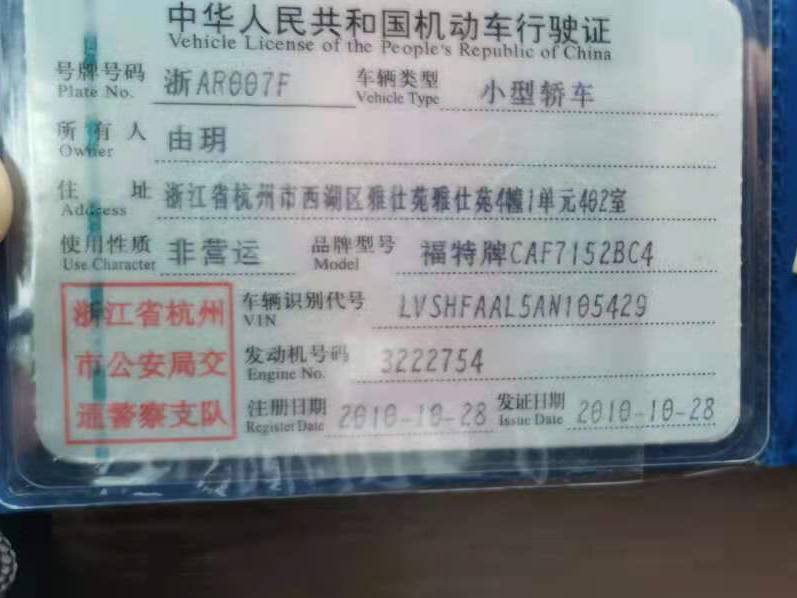 中华人民共和国机动车行驶证
Vehicle License of the People's Republic of China
号牌号码 浙AR007F 车辆类型 小型轿车
Plate No. Vehicle Type
所有人 由玥
Owner
住址 浙江省杭州市西湖区雅仕苑雅仕苑4幢1单元402室
Address
使用性质 非营运 品牌型号 福特牌CAF7152BC4
Use Character Model
浙江省杭州
市公安局交
通警察支队
车辆识别代号 LVSHFAAL5AN105429
VIN
发动机号码 3222754
Engine No.
注册日期 2010-10-28 发证日期 2010-10-28
Register Date Issue Date